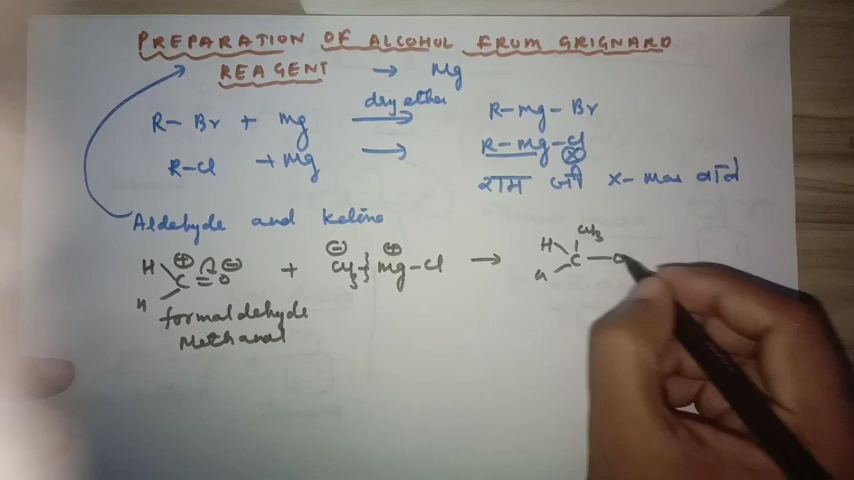 PREPARATION OF ALCOHOL FROM GRIGNARD
REAGENT → Mg
R-Br + Mg dry ether → R-Mg-Br
R-Cl + Mg → R-Mg-Cl
राम जी X-mas बांटो
Aldehyde and ketone
H C=O + CH3 Mg-Cl → H C-O
H H CH3
formaldehyde
Methanal